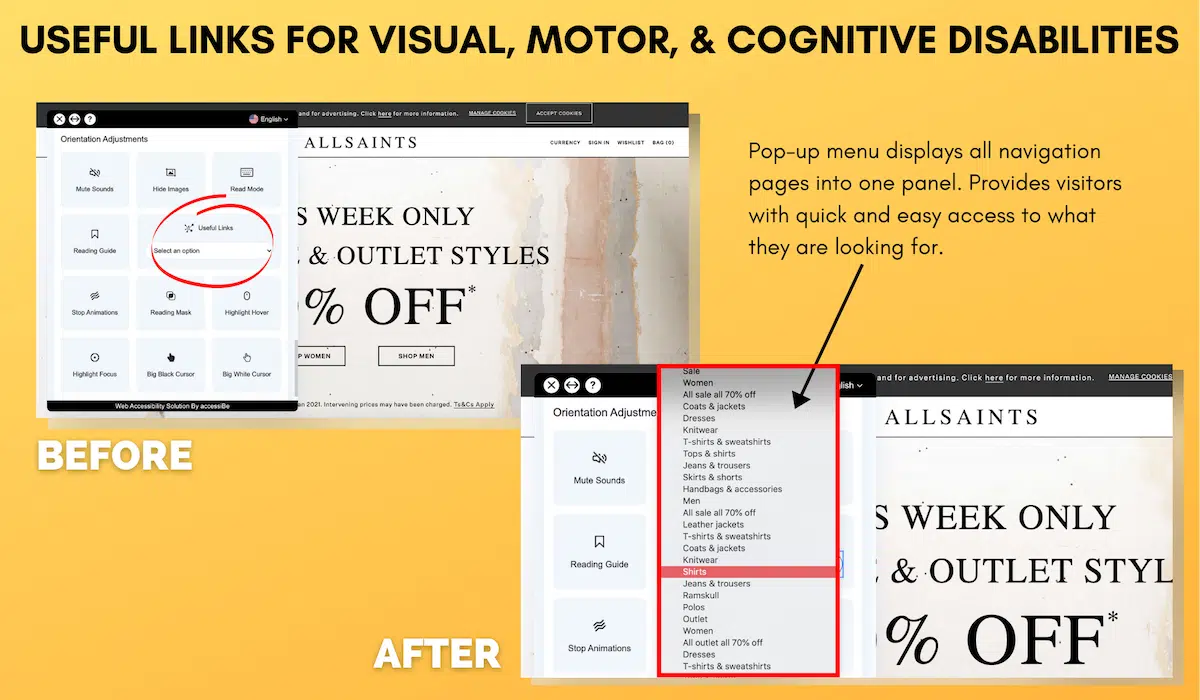 USEFUL LINKS FOR VISUAL, MOTOR, & COGNITIVE DISABILITIES
and for advertising. Click here for more information.
MANAGE COOKIES
ACCEPT COOKIES
English
Orientation Adjustments
ALLSAINTS
CURRENCY SIGN IN WISHLIST BAG (0)
Mute Sounds
Hide Images
Read Mode
Reading Guide
Useful Links
Select an option
Stop Animations
Reading Mask
Highlight Hover
Highlight Focus
Big Black Cursor
Big White Cursor
Web Accessibility Solution By accessiBe
S WEEK ONLY
& OUTLET STYLES
% OFF*
P WOMEN
SHOP MEN
an 2021. Intervening prices may have been charged. Ts&Cs Apply
BEFORE
Pop-up menu displays all navigation
pages into one panel. Provides visitors
with quick and easy access to what
they are looking for.
lish
and for advertising. Click here for more information.
MANAGE COOKIES
Orientation Adjustme
ALLSAINTS
Mute Sounds
Reading Guide
Stop Animations
Sale
Women
All sale all 70% off
Coats & jackets
Dresses
Knitwear
T-shirts & sweatshirts
Tops & shirts
Jeans & trousers
Skirts & shorts
Handbags & accessories
Men
All sale all 70% off
Leather jackets
T-shirts & sweatshirts
Coats & jackets
Knitwear
Shirts
Jeans & trousers
Ramskull
Polos
Outlet
Women
All outlet all 70% off
Dresses
T-shirts & sweatshirts
S WEEK ONLY
& OUTLET STYL
% OFF*
AFTER